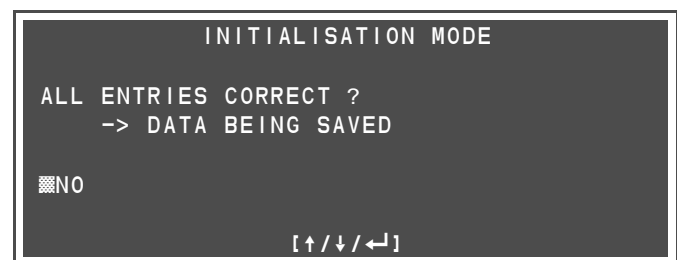 INITIALISATION MODE
ALL ENTRIES CORRECT ?
-> DATA BEING SAVED
▒NO
[↑/↓/↵]